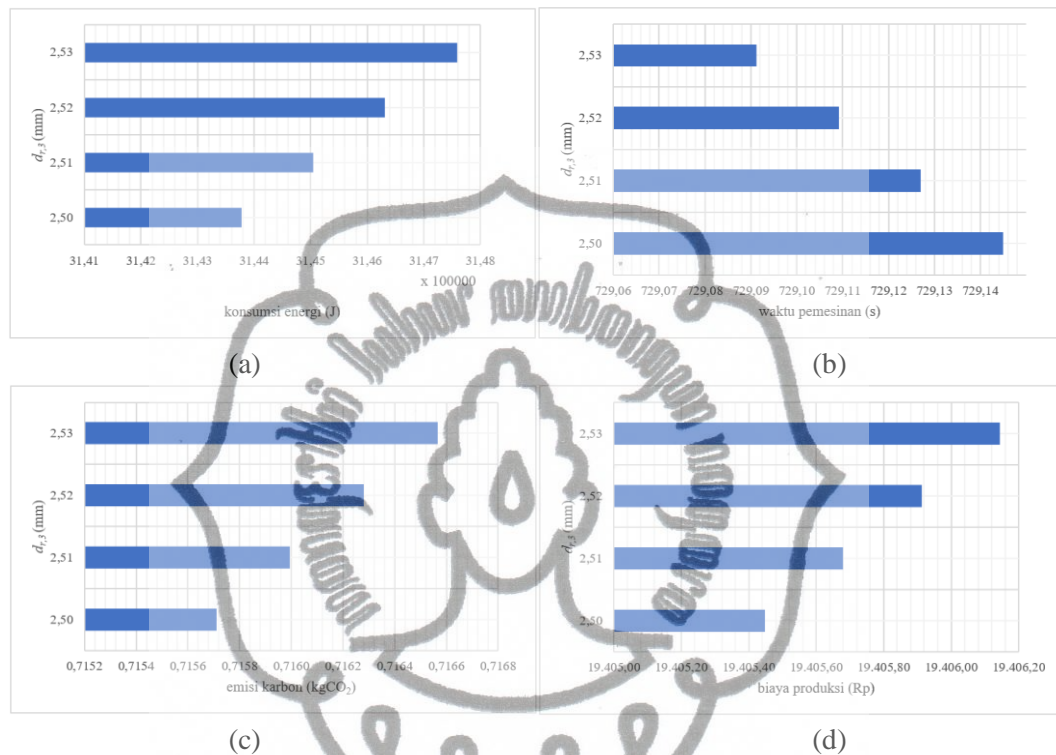 2,53
2,52
2,51
2,50
d_{r,3} (mm)
31,41 31,42 31,43 31,44 31,45 31,46 31,47 31,48
x 100000
konsumsi energi (J)
(a)
2,53
2,52
2,51
2,50
d_{r,3} (mm)
729,06 729,07 729,08 729,09 729,10 729,11 729,12 729,13 729,14
waktu pemesinan (s)
(b)
2,53
2,52
2,51
2,50
d_{r,3} (mm)
0,7152 0,7154 0,7156 0,7158 0,7160 0,7162 0,7164 0,7166 0,7168
emisi karbon (kgCO₂)
(c)
2,53
2,52
2,51
2,50
d_{r,3} (mm)
19.405,00 19.405,20 19.405,40 19.405,60 19.405,80 19.406,00 19.406,20
biaya produksi (Rp)
(d)